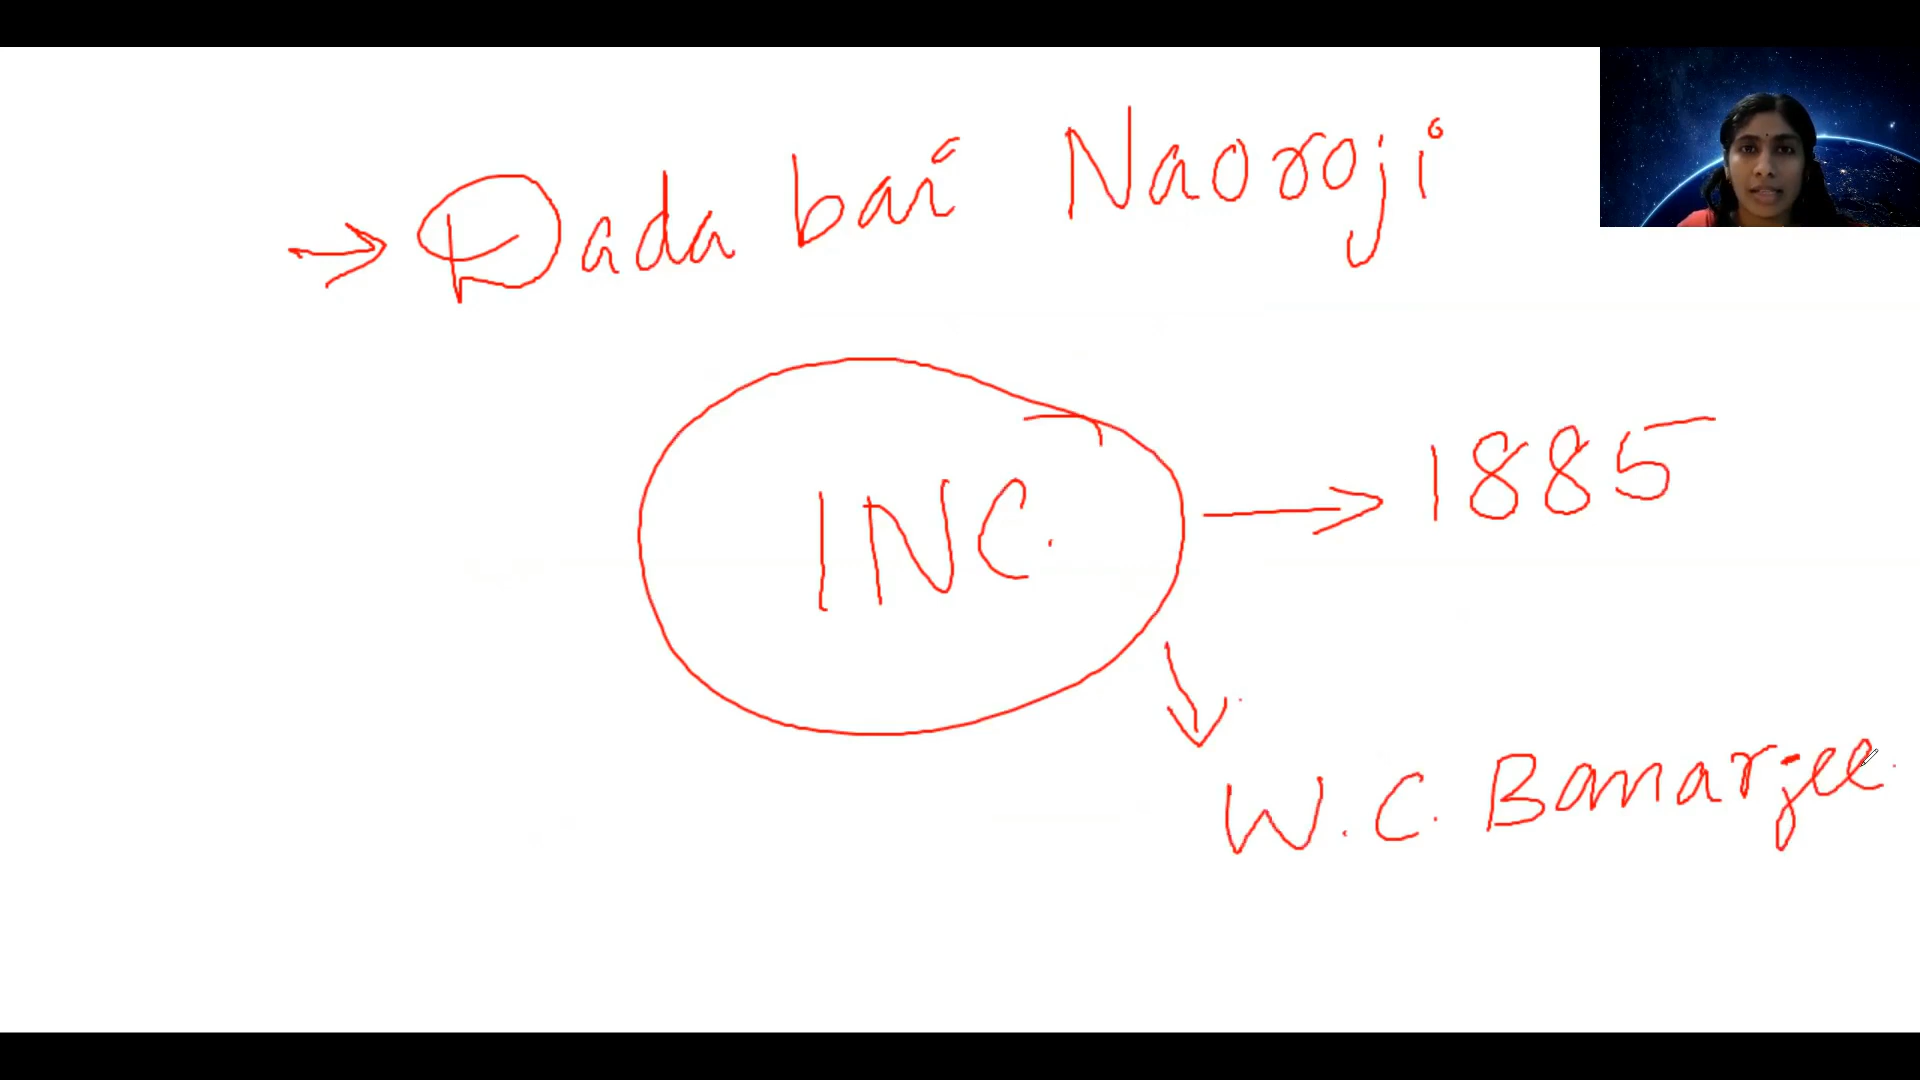 → Dada bai Naoroji
INC. → 1885
W.C. Banarjee.